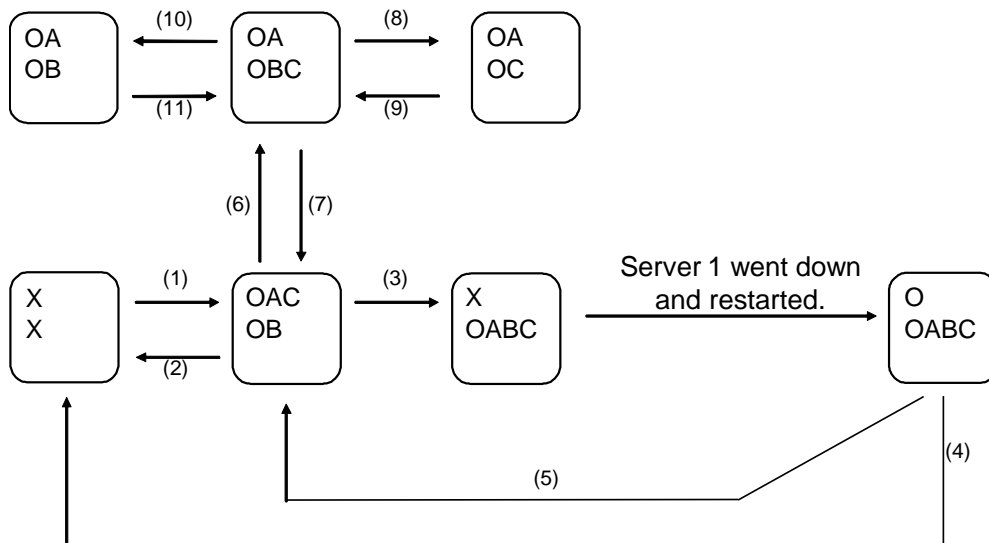 (10)
(8)
OA
OB
OA
OBC
OA
OC
(11)
(9)
(6)
(7)
(1)
(3)
Server 1 went down
and restarted.
X
X
OAC
OB
X
OABC
O
OABC
(2)
(4)
(5)